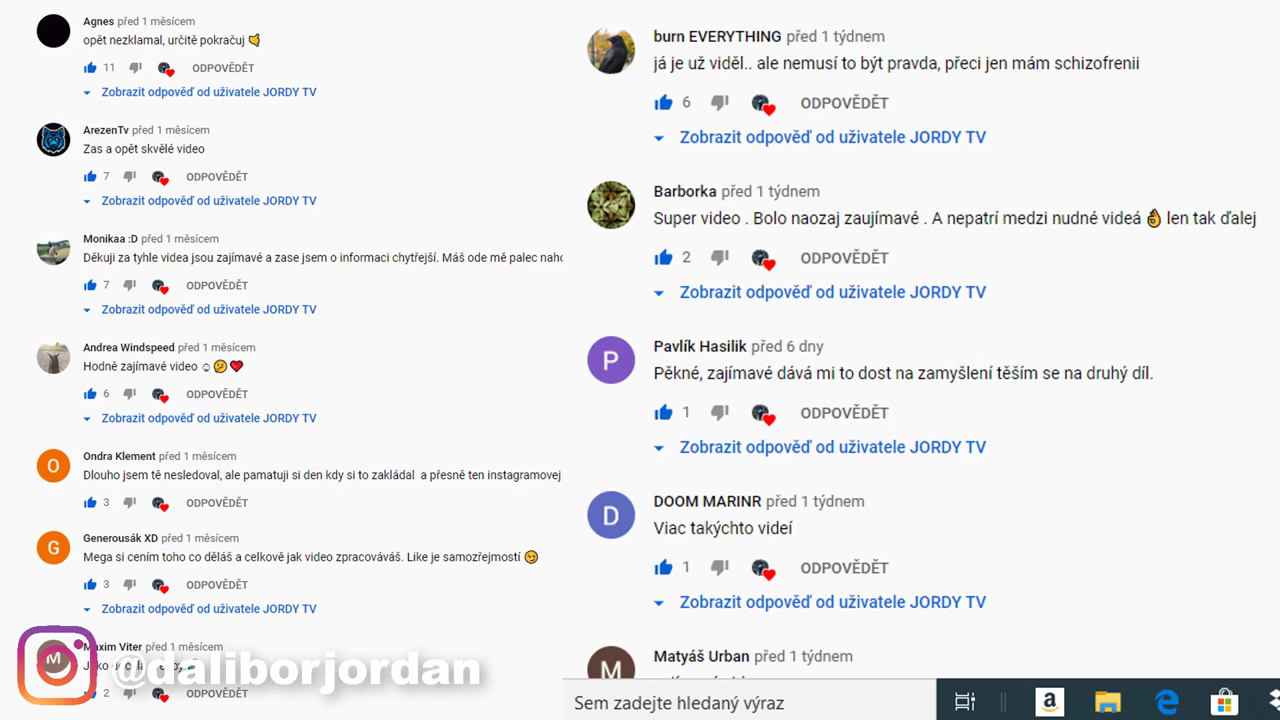 Agnes před 1 měsícem
opět nezklamal, určitě pokračuj
11 ODPOVĚDĚT
Zobrazit odpověď od uživatele JORDY TV
ArezenTv před 1 měsícem
Zas a opět skvělé video
7 ODPOVĚDĚT
Zobrazit odpověď od uživatele JORDY TV
Monikaa :D před 1 měsícem
Děkuji za tyhle videa jsou zajímavé a zase jsem o informaci chytřejší. Máš ode mě palec naho
7 ODPOVĚDĚT
Zobrazit odpověď od uživatele JORDY TV
Andrea Windspeed před 1 měsícem
Hodně zajímavé video
6 ODPOVĚDĚT
Zobrazit odpověď od uživatele JORDY TV
O
Ondra Klement před 1 měsícem
Dlouho jsem tě nesledoval, ale pamatuji si den kdy si to zakládal a přesně ten instagramovej
3 ODPOVĚDĚT
G
Generousák XD před 1 měsícem
Mega si cením toho co děláš a celkově jak video zpracováváš. Like je samozřejmostí
3 ODPOVĚDĚT
Zobrazit odpověď od uživatele JORDY TV
M
Maxim Viter před 1 měsícem
@daliborjordan
2 ODPOVĚDĚT
burn EVERYTHING před 1 týdnem
já je už viděl.. ale nemusí to být pravda, přeci jen mám schizofrenii
6 ODPOVĚDĚT
Zobrazit odpověď od uživatele JORDY TV
Barborka před 1 týdnem
Super video . Bolo naozaj zaujímavé . A nepatrí medzi nudné videá 👌 len tak ďalej
2 ODPOVĚDĚT
Zobrazit odpověď od uživatele JORDY TV
P
Pavlík Hasilik před 6 dny
Pěkné, zajímavé dává mi to dost na zamyšlení těším se na druhý díl.
1 ODPOVĚDĚT
Zobrazit odpověď od uživatele JORDY TV
D
DOOM MARINR před 1 týdnem
Viac takýchto videí
1 ODPOVĚDĚT
Zobrazit odpověď od uživatele JORDY TV
M
Matyáš Urban před 1 týdnem
Sem zadejte hledaný výraz
a